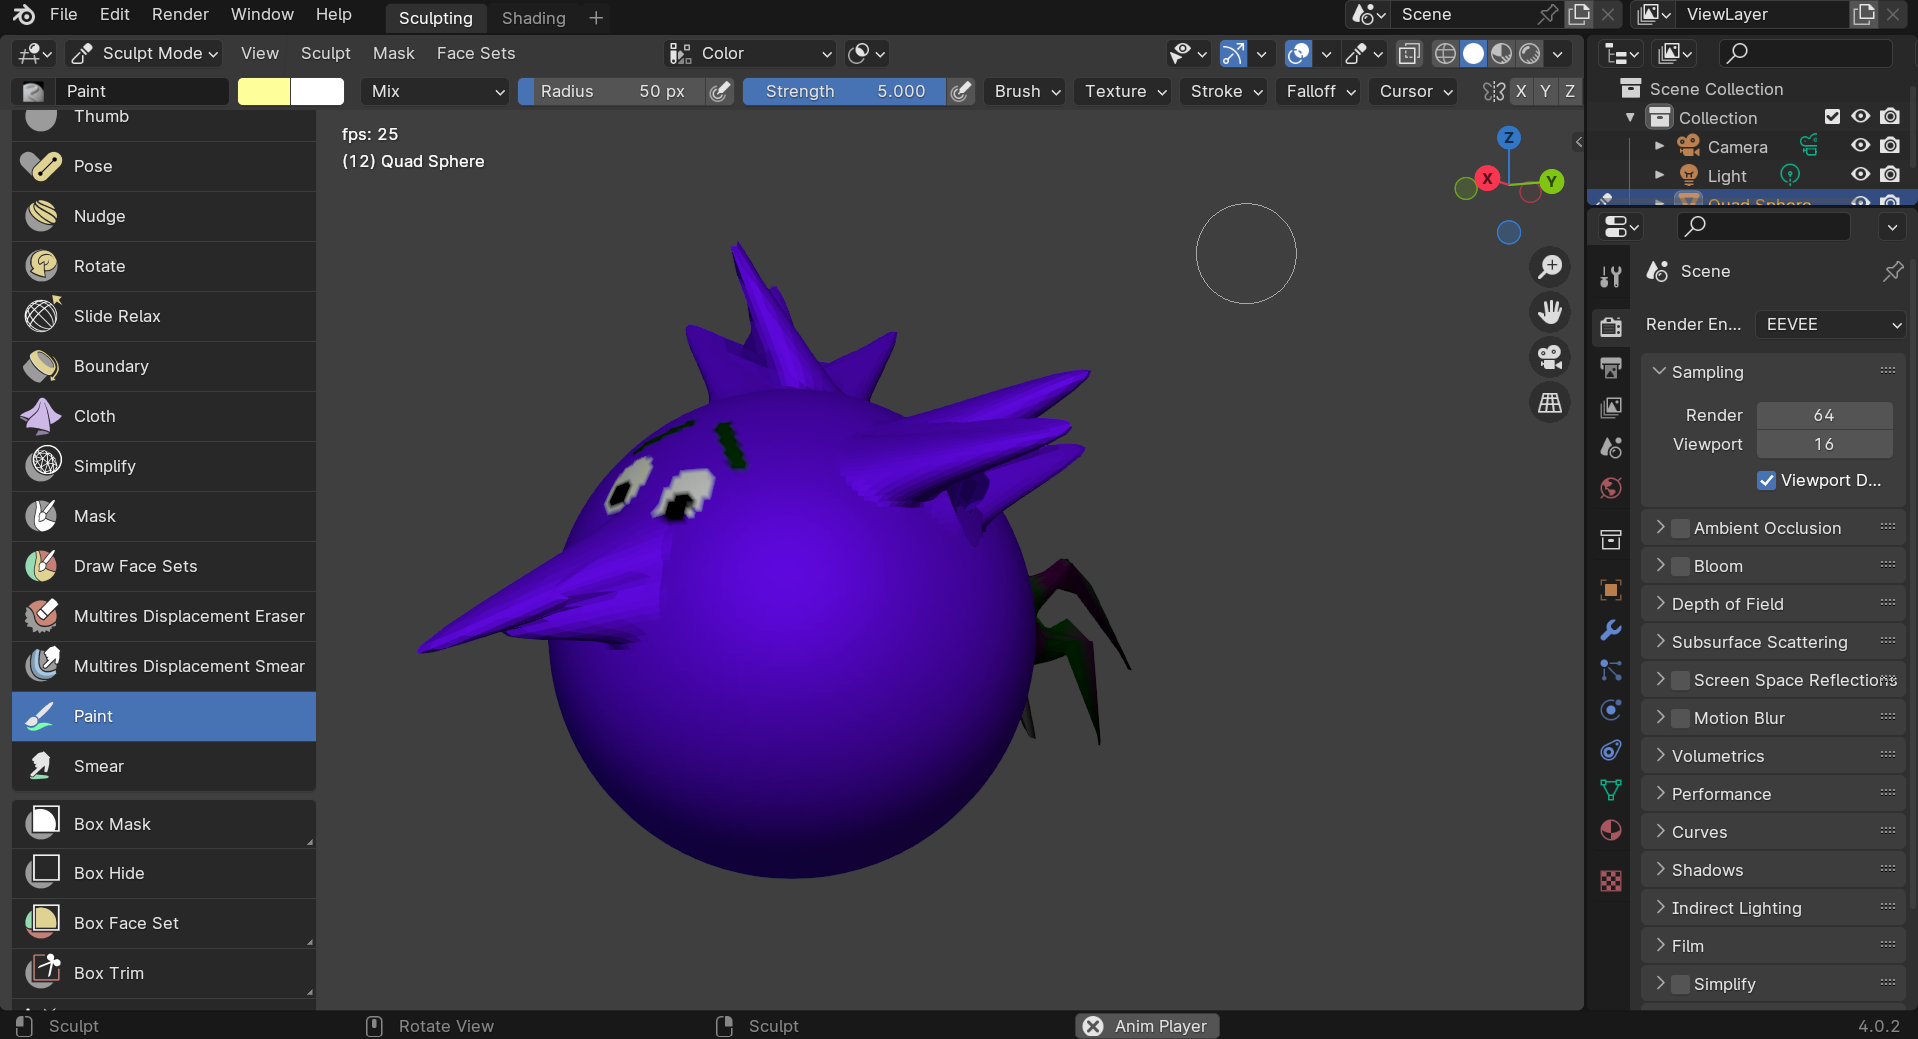 File Edit Render Window Help Sculpting Shading + Scene ViewLayer
Sculpt Mode View Sculpt Mask Face Sets Color
Paint Mix Radius 50 px Strength 5.000 Brush Texture Stroke Falloff Cursor X Y Z
Thumb
Pose
Nudge
Rotate
Slide Relax
Boundary
Cloth
Simplify
Mask
Draw Face Sets
Multires Displacement Eraser
Multires Displacement Smear
Paint
Smear
Box Mask
Box Hide
Box Face Set
Box Trim
fps: 25
(12) Quad Sphere
Z
X
Y
Scene Collection
Collection
Camera
Light
Quad Sphere
Scene
Render En... EEVEE
Sampling
Render 64
Viewport 16
Viewport D...
Ambient Occlusion
Bloom
Depth of Field
Subsurface Scattering
Screen Space Reflections
Motion Blur
Volumetrics
Performance
Curves
Shadows
Indirect Lighting
Film
Simplify
Sculpt Rotate View Sculpt Anim Player 4.0.2